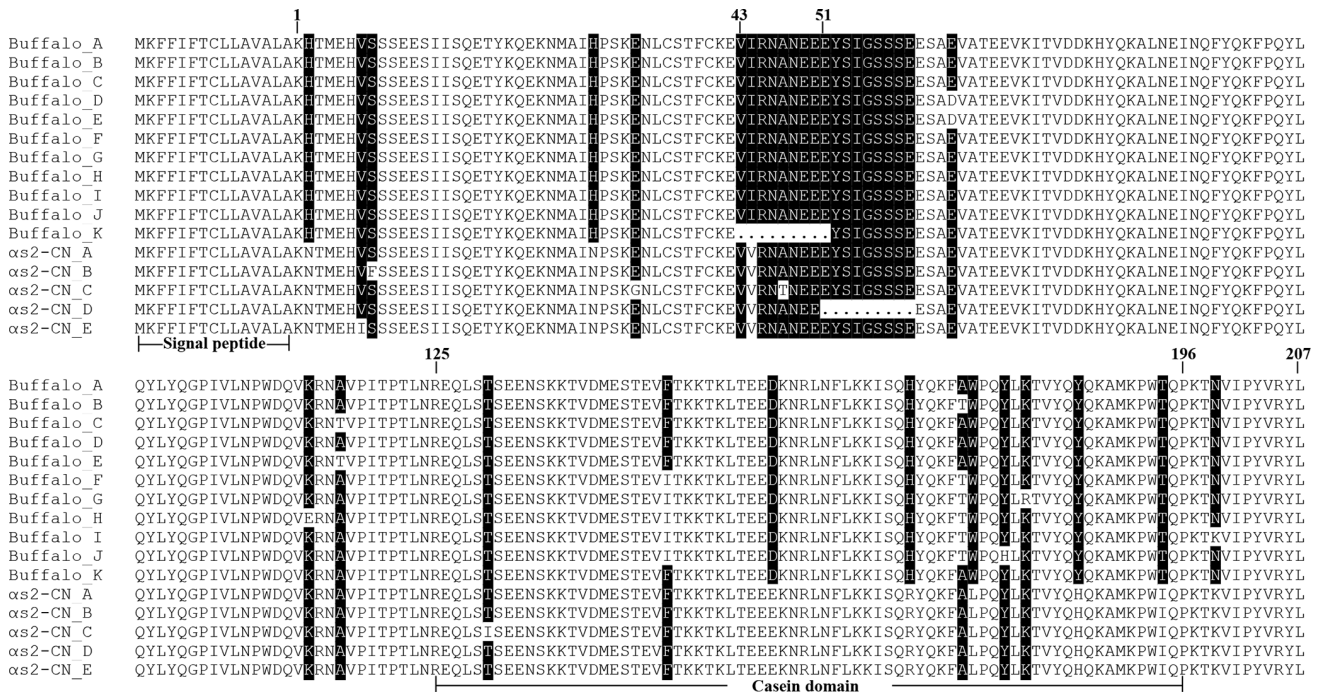 1 43 51
Buffalo_A MKFFIFTCLLAVALAKHTMEHVSSSEESIISQETYKQEKNMAIHPSKENLCSTFCKEVIRNANEEEYSIGSSSEESAEVATEEVKITVDDKHYQKALNEINQFYQKFPQYL
Buffalo_B MKFFIFTCLLAVALAKHTMEHVSSSEESIISQETYKQEKNMAIHPSKENLCSTFCKEVIRNANEEEYSIGSSSEESAEVATEEVKITVDDKHYQKALNEINQFYQKFPQYL
Buffalo_C MKFFIFTCLLAVALAKHTMEHVSSSEESIISQETYKQEKNMAIHPSKENLCSTFCKEVIRNANEEEYSIGSSSEESAEVATEEVKITVDDKHYQKALNEINQFYQKFPQYL
Buffalo_D MKFFIFTCLLAVALAKHTMEHVSSSEESIISQETYKQEKNMAIHPSKENLCSTFCKEVIRNANEEEYSIGSSSEESADVATEEVKITVDDKHYQKALNEINQFYQKFPQYL
Buffalo_E MKFFIFTCLLAVALAKHTMEHVSSSEESIISQETYKQEKNMAIHPSKENLCSTFCKEVIRNANEEEYSIGSSSEESADVATEEVKITVDDKHYQKALNEINQFYQKFPQYL
Buffalo_F MKFFIFTCLLAVALAKHTMEHVSSSEESIISQETYKQEKNMAIHPSKENLCSTFCKEVIRNANEEEYSIGSSSEESAEVATEEVKITVDDKHYQKALNEINQFYQKFPQYL
Buffalo_G MKFFIFTCLLAVALAKHTMEHVSSSEESIISQETYKQEKNMAIHPSKENLCSTFCKEVIRNANEEEYSIGSSSEESAEVATEEVKITVDDKHYQKALNEINQFYQKFPQYL
Buffalo_H MKFFIFTCLLAVALAKHTMEHVSSSEESIISQETYKQEKNMAIHPSKENLCSTFCKEVIRNANEEEYSIGSSSEESAEVATEEVKITVDDKHYQKALNEINQFYQKFPQYL
Buffalo_I MKFFIFTCLLAVALAKHTMEHVSSSEESIISQETYKQEKNMAIHPSKENLCSTFCKEVIRNANEEEYSIGSSSEESAEVATEEVKITVDDKHYQKALNEINQFYQKFPQYL
Buffalo_J MKFFIFTCLLAVALAKHTMEHVSSSEESIISQETYKQEKNMAIHPSKENLCSTFCKEVIRNANEEEYSIGSSSEESAEVATEEVKITVDDKHYQKALNEINQFYQKFPQYL
Buffalo_K MKFFIFTCLLAVALAKHTMEHVSSSEESIISQETYKQEKNMAIHPSKENLCSTFCKE.........YSIGSSSEESAEVATEEVKITVDDKHYQKALNEINQFYQKFPQYL
αs2-CN_A MKFFIFTCLLAVALAKNTMEHVSSSEESIISQETYKQEKNMAINPSKENLCSTFCKEVVRNANEEEYSIGSSSEESAEVATEEVKITVDDKHYQKALNEINQFYQKFPQYL
αs2-CN_B MKFFIFTCLLAVALAKNTMEHVFSSEESIISQETYKQEKNMAINPSKENLCSTFCKEVVRNANEEEYSIGSSSEESAEVATEEVKITVDDKHYQKALNEINQFYQKFPQYL
αs2-CN_C MKFFIFTCLLAVALAKNTMEHVSSSEESIISQETYKQEKNMAINPSKGNLCSTFCKEVVRNTNEEEYSIGSSSEESAEVATEEVKITVDDKHYQKALNEINQFYQKFPQYL
αs2-CN_D MKFFIFTCLLAVALAKNTMEHVSSSEESIISQETYKQEKNMAINPSKENLCSTFCKEVVRNANEE.........ESAEVATEEVKITVDDKHYQKALNEINQFYQKFPQYL
αs2-CN_E MKFFIFTCLLAVALAKNTMEHISSSEESIISQETYKQEKNMAINPSKENLCSTFCKEVVRNANEEEYSIGSSSEESAEVATEEVKITVDDKHYQKALNEINQFYQKFPQYL
Signal peptide
125 196 207
Buffalo_A QYLYQGPIVLNPWDQVKRNAVPITPTLNREQLSTSEENSKKTVDMESTEVFTKKTKLTEEDKNRLNFLKKISQHYQKFAWPQYLKTVYQYQKAMKPWTQPKTNVIPYVRYL
Buffalo_B QYLYQGPIVLNPWDQVKRNAVPITPTLNREQLSTSEENSKKTVDMESTEVFTKKTKLTEEDKNRLNFLKKISQHYQKFTWPQYLKTVYQYQKAMKPWTQPKTNVIPYVRYL
Buffalo_C QYLYQGPIVLNPWDQVKRNTVPITPTLNREQLSTSEENSKKTVDMESTEVFTKKTKLTEEDKNRLNFLKKISQHYQKFAWPQYLKTVYQYQKAMKPWTQPKTNVIPYVRYL
Buffalo_D QYLYQGPIVLNPWDQVKRNAVPITPTLNREQLSTSEENSKKTVDMESTEVFTKKTKLTEEDKNRLNFLKKISQHYQKFAWPQYLKTVYQYQKAMKPWTQPKTNVIPYVRYL
Buffalo_E QYLYQGPIVLNPWDQVKRNTVPITPTLNREQLSTSEENSKKTVDMESTEVFTKKTKLTEEDKNRLNFLKKISQHYQKFAWPQYLKTVYQYQKAMKPWTQPKTNVIPYVRYL
Buffalo_F QYLYQGPIVLNPWDQVKRNAVPITPTLNREQLSTSEENSKKTVDMESTEVITKKTKLTEEDKNRLNFLKKISQHYQKFTWPQYLKTVYQYQKAMKPWTQPKTNVIPYVRYL
Buffalo_G QYLYQGPIVLNPWDQVKRNAVPITPTLNREQLSTSEENSKKTVDMESTEVITKKTKLTEEDKNRLNFLKKISQHYQKFTWPQYLRTVYQYQKAMKPWTQPKTNVIPYVRYL
Buffalo_H QYLYQGPIVLNPWDQVERNAVPITPTLNREQLSTSEENSKKTVDMESTEVITKKTKLTEEDKNRLNFLKKISQHYQKFTWPQYLKTVYQYQKAMKPWTQPKTNVIPYVRYL
Buffalo_I QYLYQGPIVLNPWDQVKRNAVPITPTLNREQLSTSEENSKKTVDMESTEVITKKTKLTEEDKNRLNFLKKISQHYQKFTWPQYLKTVYQYQKAMKPWTQPKTKVIPYVRYL
Buffalo_J QYLYQGPIVLNPWDQVKRNAVPITPTLNREQLSTSEENSKKTVDMESTEVITKKTKLTEEDKNRLNFLKKISQHYQKFTWPQHLKTVYQYQKAMKPWTQPKTNVIPYVRYL
Buffalo_K QYLYQGPIVLNPWDQVKRNAVPITPTLNREQLSTSEENSKKTVDMESTEVFTKKTKLTEEDKNRLNFLKKISQHYQKFAWPQYLKTVYQYQKAMKPWTQPKTNVIPYVRYL
αs2-CN_A QYLYQGPIVLNPWDQVKRNAVPITPTLNREQLSTSEENSKKTVDMESTEVFTKKTKLTEEEKNRLNFLKKISQRYQKFALPQYLKTVYQHQKAMKPWIQPKTKVIPYVRYL
αs2-CN_B QYLYQGPIVLNPWDQVKRNAVPITPTLNREQLSTSEENSKKTVDMESTEVFTKKTKLTEEEKNRLNFLKKISQRYQKFALPQYLKTVYQHQKAMKPWIQPKTKVIPYVRYL
αs2-CN_C QYLYQGPIVLNPWDQVKRNAVPITPTLNREQLSISEENSKKTVDMESTEVFTKKTKLTEEEKNRLNFLKKISQRYQKFALPQYLKTVYQHQKAMKPWIQPKTKVIPYVRYL
αs2-CN_D QYLYQGPIVLNPWDQVKRNAVPITPTLNREQLSTSEENSKKTVDMESTEVFTKKTKLTEEEKNRLNFLKKISQRYQKFALPQYLKTVYQHQKAMKPWIQPKTKVIPYVRYL
αs2-CN_E QYLYQGPIVLNPWDQVKRNAVPITPTLNREQLSTSEENSKKTVDMESTEVFTKKTKLTEEEKNRLNFLKKISQRYQKFALPQYLKTVYQHQKAMKPWIQPKTKVIPYVRYL
Casein domain